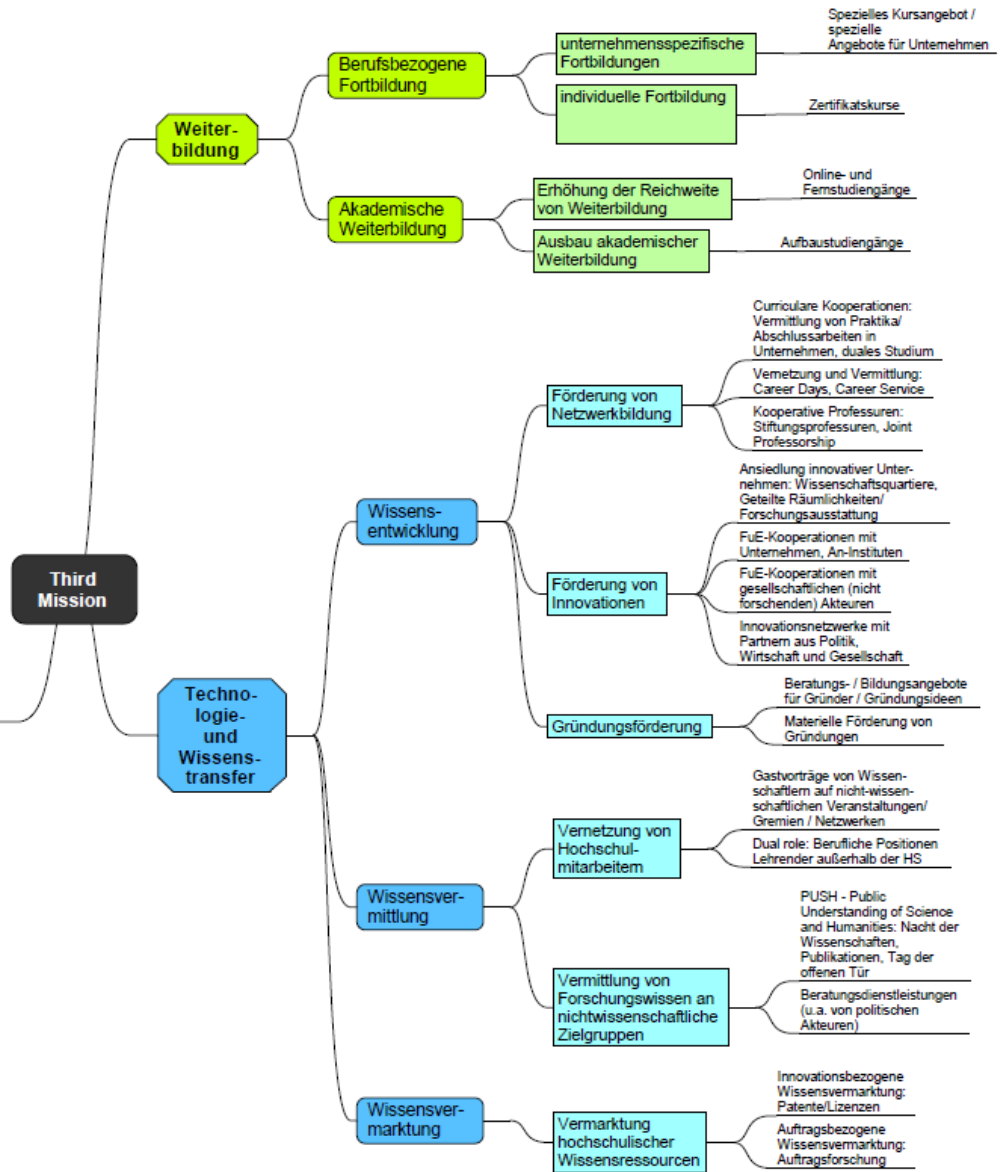 Third
Mission
Weiter-
bildung
Berufsbezogene
Fortbildung
unternehmensspezifische
Fortbildungen
Spezielles Kursangebot /
spezielle
Angebote für Unternehmen
individuelle Fortbildung
Zertifikatskurse
Akademische
Weiterbildung
Erhöhung der Reichweite
von Weiterbildung
Online- und
Fernstudiengänge
Ausbau akademischer
Weiterbildung
Aufbaustudiengänge
Techno-
logie-
und
Wissens-
transfer
Wissens-
entwicklung
Förderung von
Netzwerkbildung
Curriculare Kooperationen:
Vermittlung von Praktika/
Abschlussarbeiten in
Unternehmen, duales Studium
Vernetzung und Vermittlung:
Career Days, Career Service
Kooperative Professuren:
Stiftungsprofessuren, Joint
Professorship
Förderung von
Innovationen
Ansiedlung innovativer Unter-
nehmen: Wissenschaftsquartiere,
Geteilte Räumlichkeiten/
Forschungsausstattung
FuE-Kooperationen mit
Unternehmen, An-Instituten
FuE-Kooperationen mit
gesellschaftlichen (nicht
forschenden) Akteuren
Innovationsnetzwerke mit
Partnern aus Politik,
Wirtschaft und Gesellschaft
Gründungsförderung
Beratungs- / Bildungsangebote
für Gründer / Gründungsideen
Materielle Förderung von
Gründungen
Wissensver-
mittlung
Vernetzung von
Hochschul-
mitarbeitern
Gastvorträge von Wissen-
schaftlern auf nicht-wissen-
schaftlichen Veranstaltungen/
Gremien / Netzwerken
Dual role: Berufliche Positionen
Lehrender außerhalb der HS
Vermittlung von
Forschungswissen an
nichtwissenschaftliche
Zielgruppen
PUSH - Public
Understanding of Science
and Humanities: Nacht der
Wissenschaften,
Publikationen, Tag der
offenen Tür
Beratungsdienstleistungen
(u.a. von politischen
Akteuren)
Wissensver-
marktung
Vermarktung
hochschulischer
Wissensressourcen
Innovationsbezogene
Wissensvermarktung:
Patente/Lizenzen
Auftragsbezogene
Wissensvermarktung:
Auftragsforschung